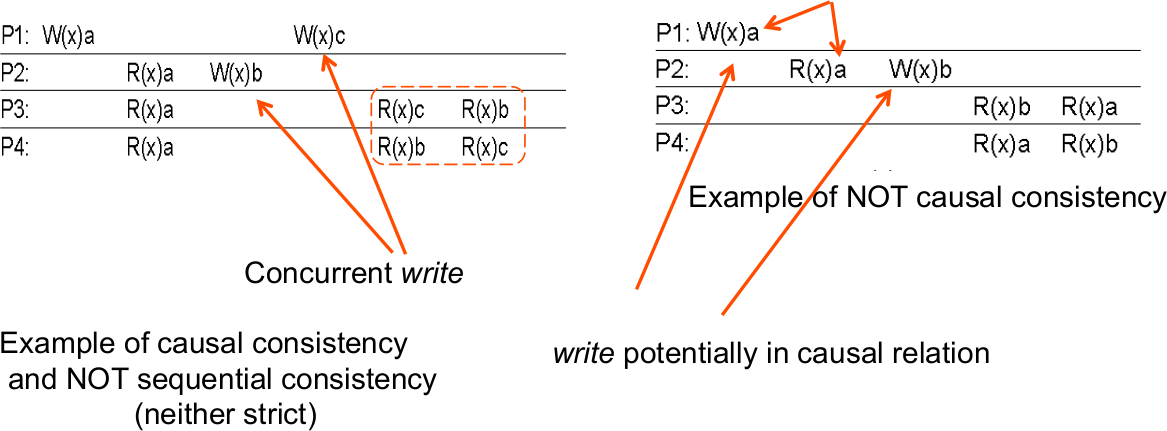 P1: W(x)a W(x)c
P2: R(x)a W(x)b
P3: R(x)a R(x)c R(x)b
P4: R(x)a R(x)b R(x)c
Concurrent write
Example of causal consistency
and NOT sequential consistency
(neither strict)
P1: W(x)a
P2: R(x)a W(x)b
P3: R(x)b R(x)a
P4: R(x)a R(x)b
Example of NOT causal consistency
write potentially in causal relation